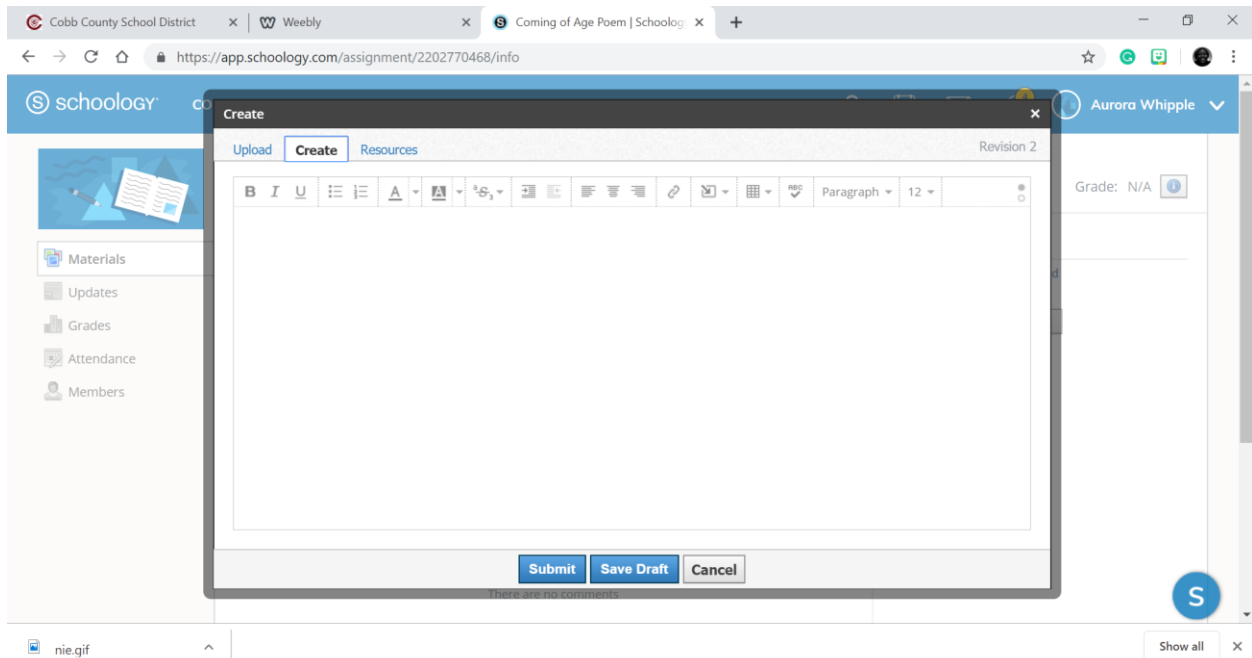 Cobb County School District
Weebly
Coming of Age Poem | Schoolog
https://app.schoology.com/assignment/2202770468/info
schoology
co
Aurora Whipple
Create
Upload Create Resources
Revision 2
B I U A A Paragraph 12
Grade: N/A
Materials
Updates
Grades
Attendance
Members
d
Submit Save Draft Cancel
There are no comments
S
nie.gif
Show all